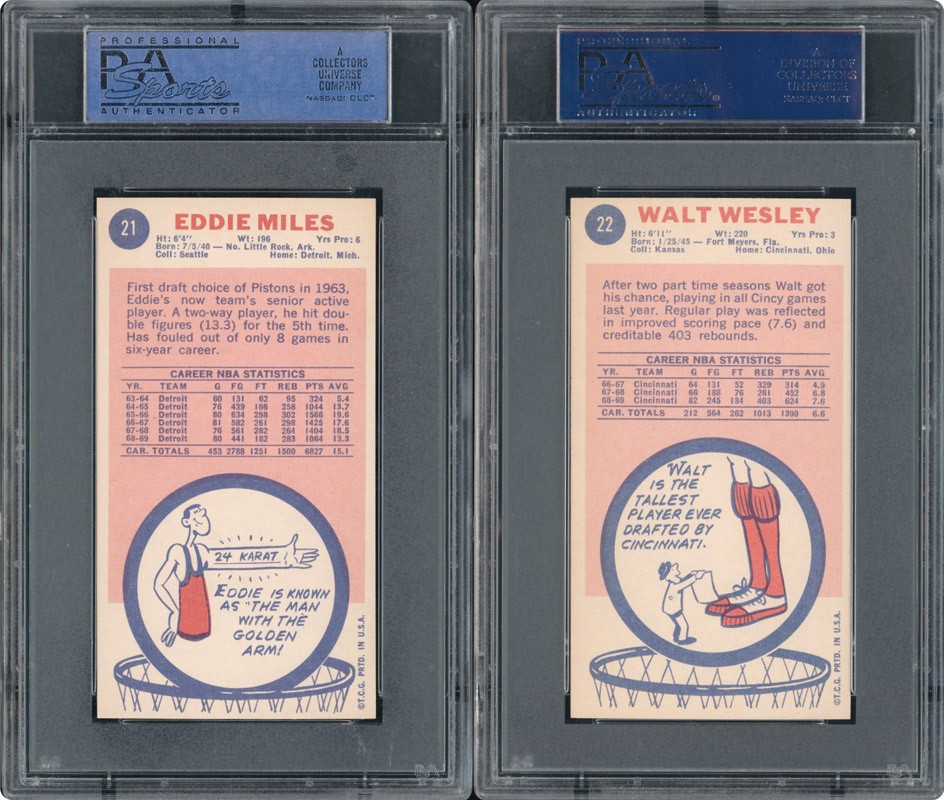 PROFESSIONAL
PSA
Sports
AUTHENTICATOR
A
COLLECTORS
UNIVERSE
COMPANY
NASDAQ: CLCT
21
EDDIE MILES
Ht: 6'4" Wt: 196 Yrs Pro: 6
Born: 7/5/40 — No. Little Rock, Ark.
Coll: Seattle Home: Detroit, Mich.
First draft choice of Pistons in 1963,
Eddie's now team's senior active
player. A two-way player, he hit dou-
ble figures (13.3) for the 5th time.
Has fouled out of only 8 games in
six-year career.
CAREER NBA STATISTICS
YR. TEAM G FG FT REB PTS AVG
63-64 Detroit 60 131 62 95 324 5.4
64-65 Detroit 76 439 166 258 1044 13.7
65-66 Detroit 80 634 298 302 1566 19.6
66-67 Detroit 81 582 261 298 1425 17.6
67-68 Detroit 76 561 282 264 1404 18.5
68-69 Detroit 80 441 182 283 1064 13.3
CAR. TOTALS 453 2788 1251 1500 6827 15.1
24 KARAT
EDDIE IS KNOWN
AS "THE MAN
WITH THE
GOLDEN
ARM!
©T.C.G. PRTD. IN U.S.A.
PSA
PROFESSIONAL
PSA
Sports
AUTHENTICATOR
A
DIVISION OF
COLLECTORS
UNIVERSE
NASDAQ: CLCT
22
WALT WESLEY
Ht: 6'11" Wt: 220 Yrs Pro: 3
Born: 1/25/45 — Fort Meyers, Fla.
Coll: Kansas Home: Cincinnati, Ohio
After two part time seasons Walt got
his chance, playing in all Cincy games
last year. Regular play was reflected
in improved scoring pace (7.6) and
creditable 403 rebounds.
CAREER NBA STATISTICS
YR. TEAM G FG FT REB PTS AVG
66-67 Cincinnati 64 131 52 329 314 4.9
67-68 Cincinnati 66 188 76 281 452 6.8
68-69 Cincinnati 82 245 134 403 624 7.6
CAR. TOTALS 212 564 262 1013 1390 6.6
WALT
IS THE
TALLEST
PLAYER EVER
DRAFTED BY
CINCINNATI.
©T.C.G. PRTD. IN U.S.A.
PSA